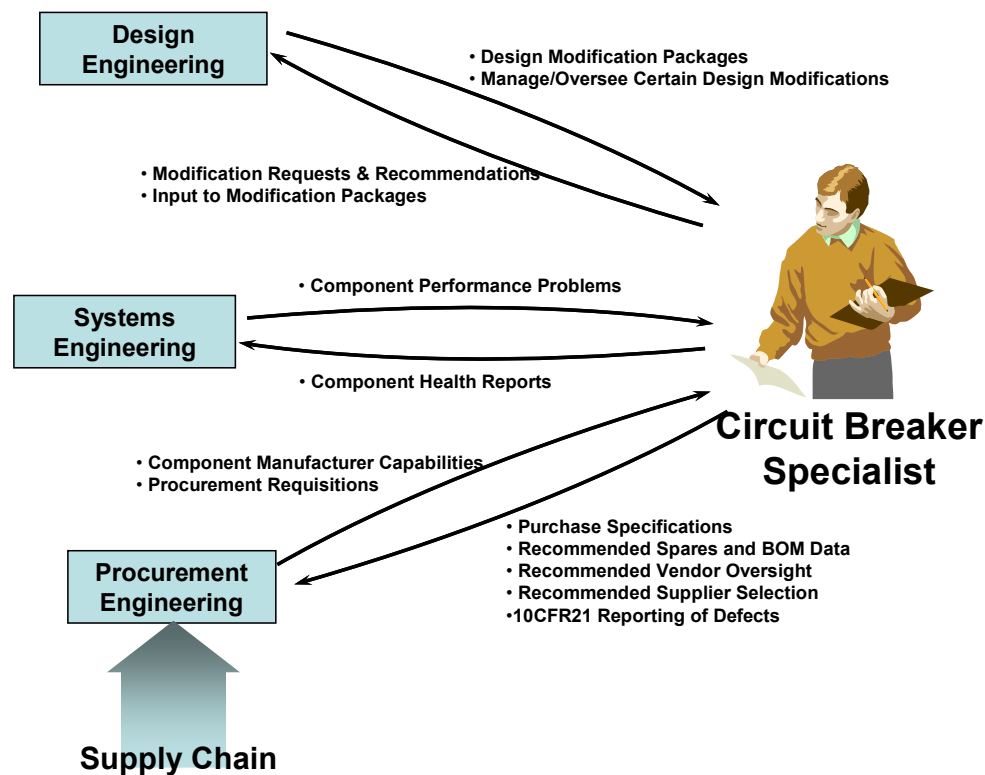 Design
Engineering
• Design Modification Packages
• Manage/Oversee Certain Design Modifications
• Modification Requests & Recommendations
• Input to Modification Packages
Systems
Engineering
• Component Performance Problems
• Component Health Reports
Circuit Breaker
Specialist
• Component Manufacturer Capabilities
• Procurement Requisitions
• Purchase Specifications
• Recommended Spares and BOM Data
• Recommended Vendor Oversight
• Recommended Supplier Selection
•10CFR21 Reporting of Defects
Procurement
Engineering
Supply Chain